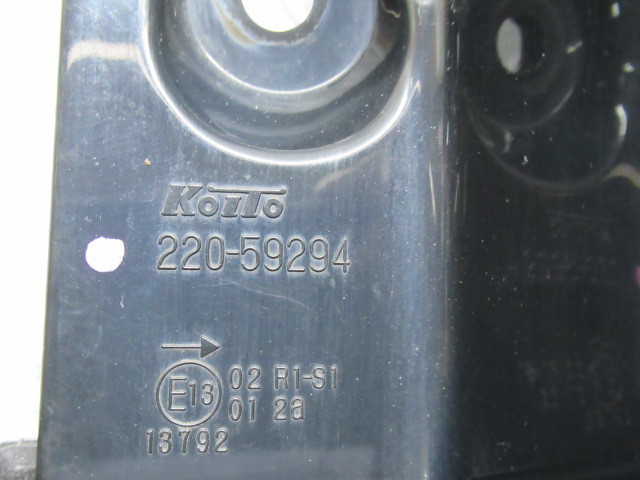 KoiTo
220-59294
→
E13 02 R1-S1
01 2a
13792